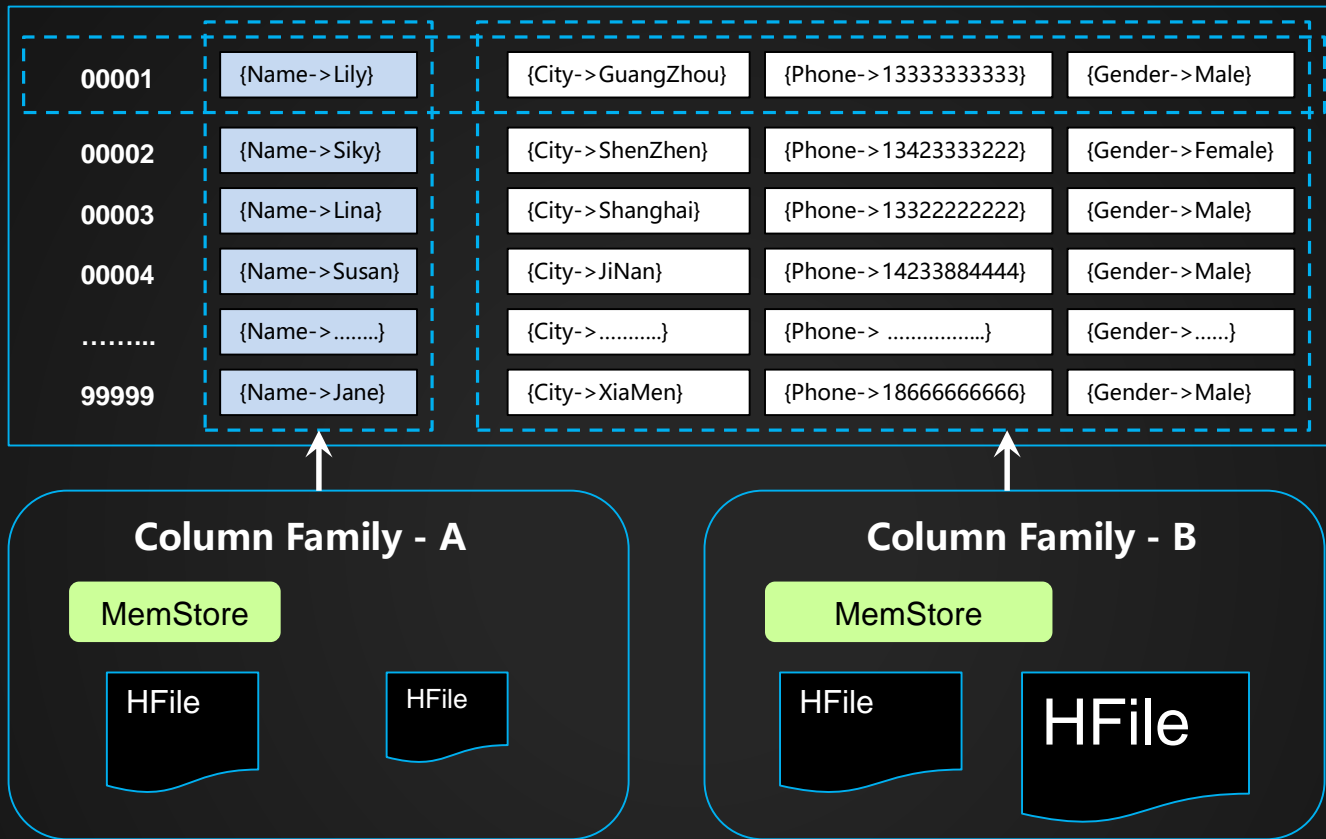 00001 {Name->Lily} {City->GuangZhou} {Phone->13333333333} {Gender->Male}
00002 {Name->Siky} {City->ShenZhen} {Phone->13423333222} {Gender->Female}
00003 {Name->Lina} {City->Shanghai} {Phone->13322222222} {Gender->Male}
00004 {Name->Susan} {City->JiNan} {Phone->14233884444} {Gender->Male}
……... {Name->……..} {City->………..} {Phone-> ……………..} {Gender->……}
99999 {Name->Jane} {City->XiaMen} {Phone->18666666666} {Gender->Male}
Column Family - A
MemStore
HFile
HFile
Column Family - B
MemStore
HFile
HFile